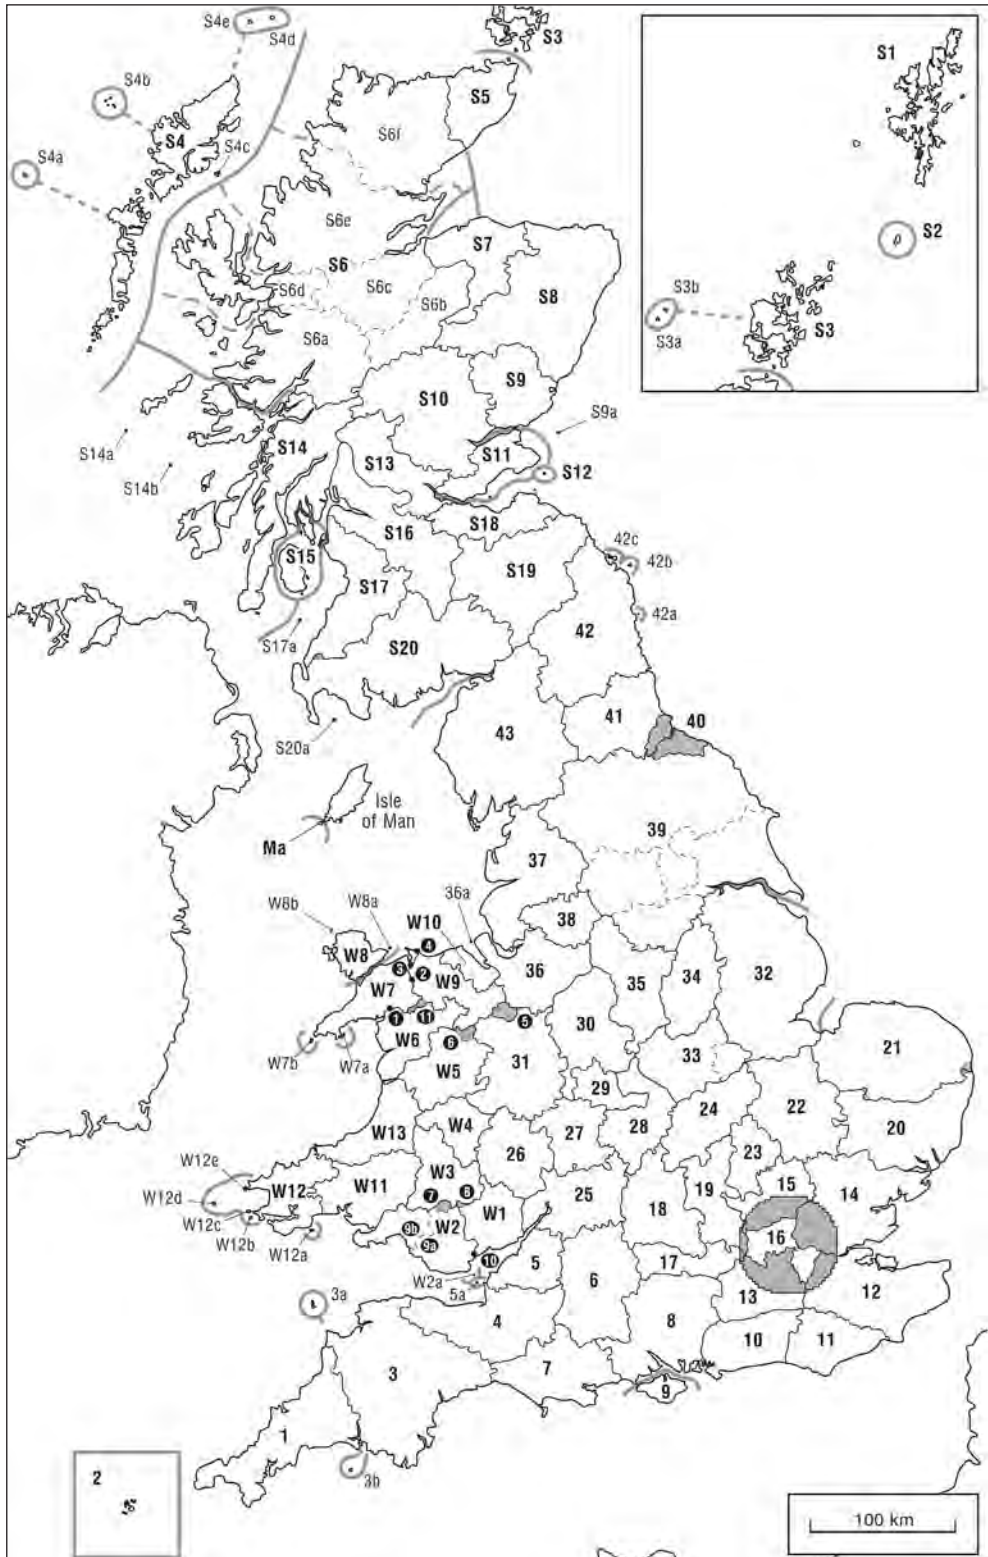 S4e
S4d
S3
S4b
S5
S1
S4
S6f
S4c
S4a
S6e
S7
S2
S6
S6d
S6c
S6b
S8
S3b
S3
S3a
S6a
S9
S10
S9a
S14
S11
S14a
S13
S12
S14b
S18
S16
42c
S15
42b
S19
S17
42a
42
S17a
S20
41
40
43
S20a
Isle
of Man
Ma
39
37
36a
W8b
W8a
38
W10
4
W8
3
2
W9
36
35
34
32
W7
1
11
5
30
W6
6
21
W7b
W7a
31
33
W5
29
24
22
27
28
20
W13
W4
26
23
W12e
W3
W12
W11
15
14
W12d
7
8
25
19
W12c
W1
18
W12b
9b
W2
16
W12a
9a
10
5
17
W2a
6
12
3a
5a
13
4
8
10
11
3
7
9
1
2
3b
100 km